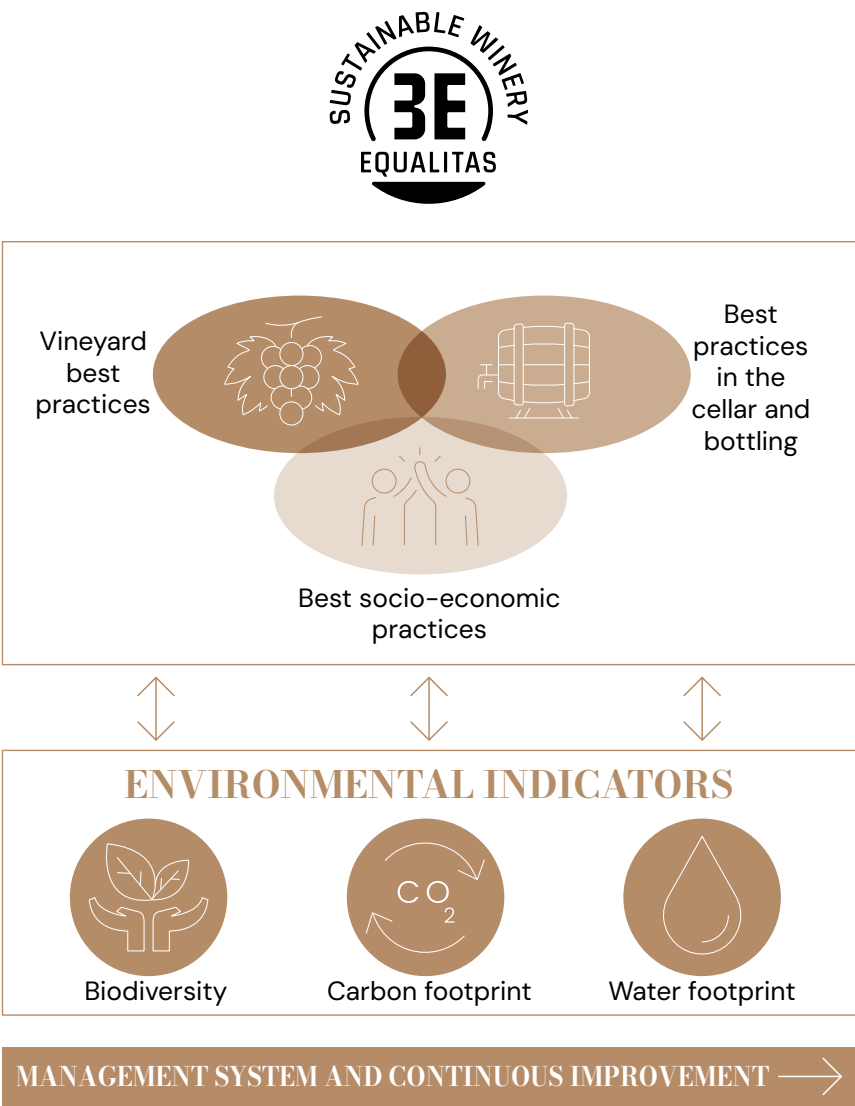 SUSTAINABLE WINERY
3E
EQUALITAS
Vineyard
best
practices
Best
practices
in the
cellar and
bottling
Best socio-economic
practices
ENVIRONMENTAL INDICATORS
CO2
Biodiversity
Carbon footprint
Water footprint
MANAGEMENT SYSTEM AND CONTINUOUS IMPROVEMENT